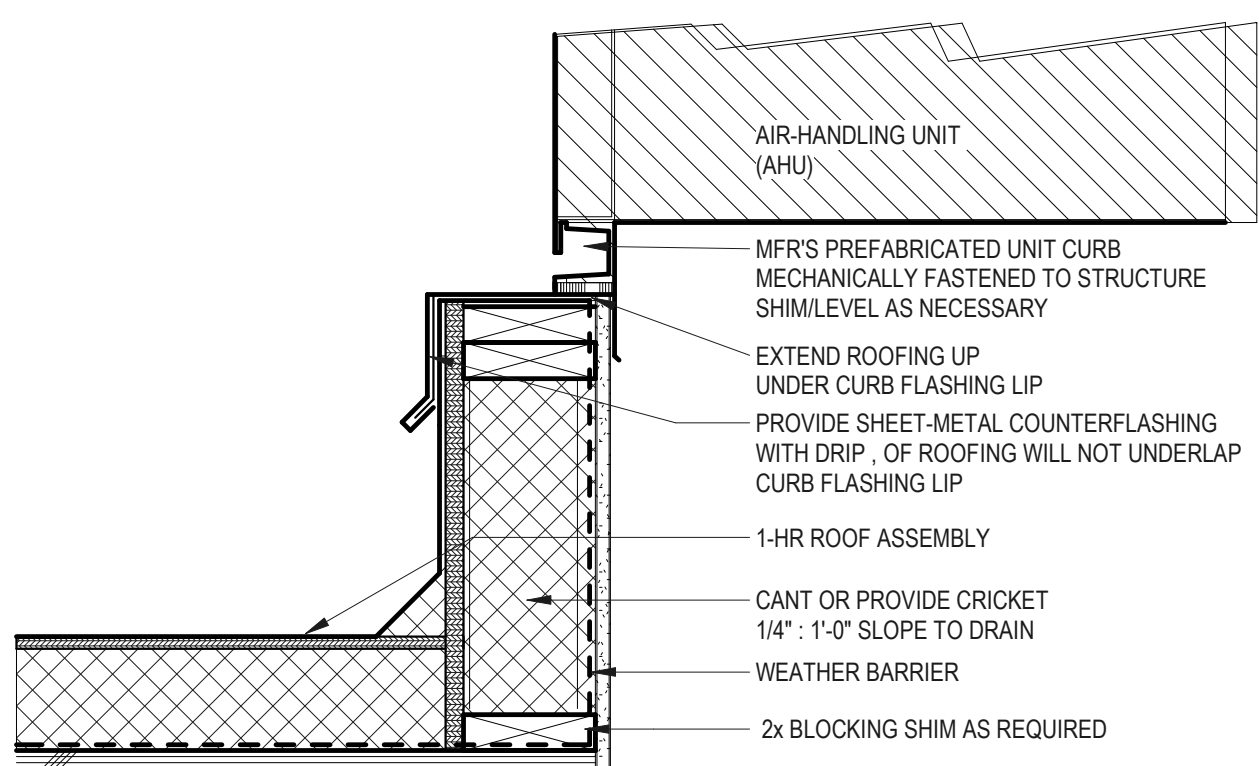 AIR-HANDLING UNIT
(AHU)
MFR'S PREFABRICATED UNIT CURB
MECHANICALLY FASTENED TO STRUCTURE
SHIM/LEVEL AS NECESSARY
EXTEND ROOFING UP
UNDER CURB FLASHING LIP
PROVIDE SHEET-METAL COUNTERFLASHING
WITH DRIP , OF ROOFING WILL NOT UNDERLAP
CURB FLASHING LIP
1-HR ROOF ASSEMBLY
CANT OR PROVIDE CRICKET
1/4" : 1'-0" SLOPE TO DRAIN
WEATHER BARRIER
2x BLOCKING SHIM AS REQUIRED